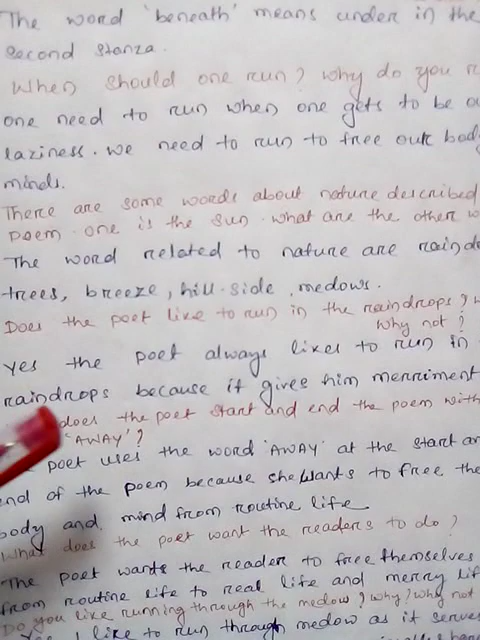 The word 'beneath' means under in the
second stanza.
When should one run? why do you
one need to run when one gets to be
laziness. we need to run to free our
minds.
There are some words about nature described
poem. one is the sun. what are the other
The word related to nature are
trees, breeze, hill-side, medows.
Does the poet like to run in the raindrops?
why not?
yes the poet always likes to run in
raindrops because it gives him merriment
does the poet start and end the poem with
'AWAY'?
poet uses the word 'AWAY' at the start
end of the poem because she wants to free the
body and mind from routine life
What does the poet want the readers to do?
The poet wants the reader to free themselves
from routine life to real life and merry
Do you like running through the medow? why? why not
I like to run through medow as it serves